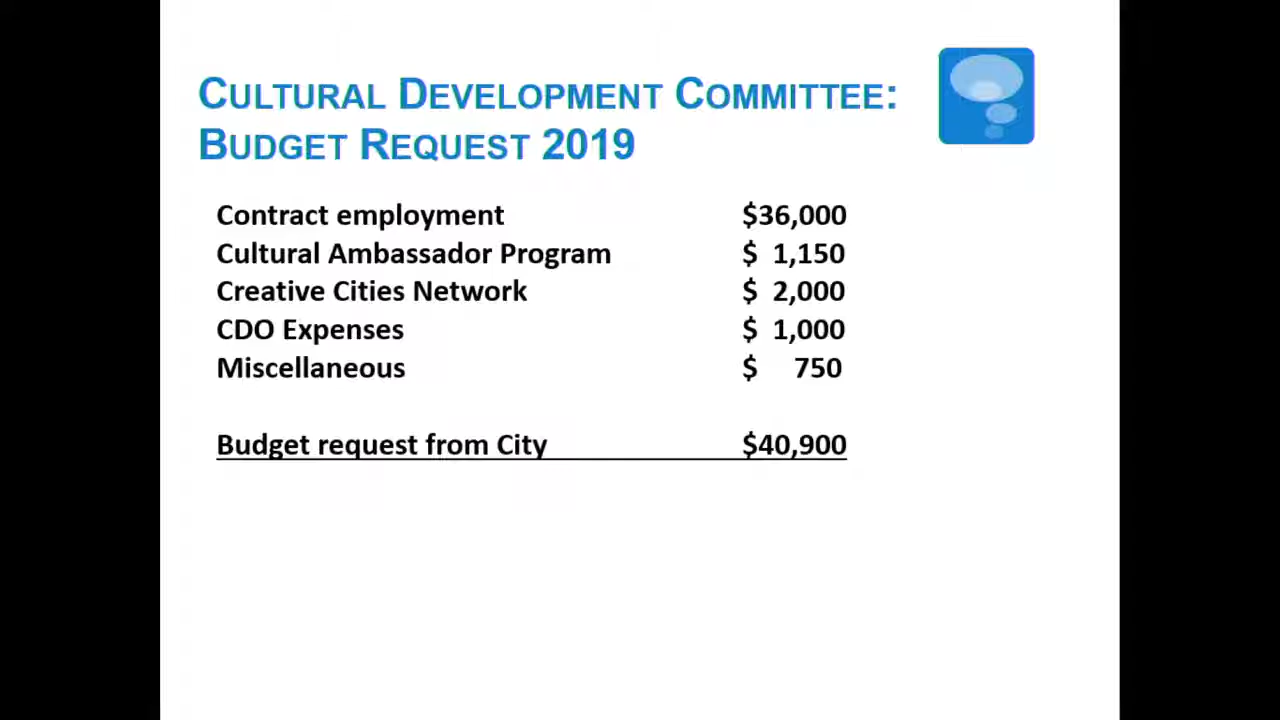 CULTURAL DEVELOPMENT COMMITTEE:
BUDGET REQUEST 2019
Contract employment $36,000
Cultural Ambassador Program $ 1,150
Creative Cities Network $ 2,000
CDO Expenses $ 1,000
Miscellaneous $ 750
Budget request from City $40,900